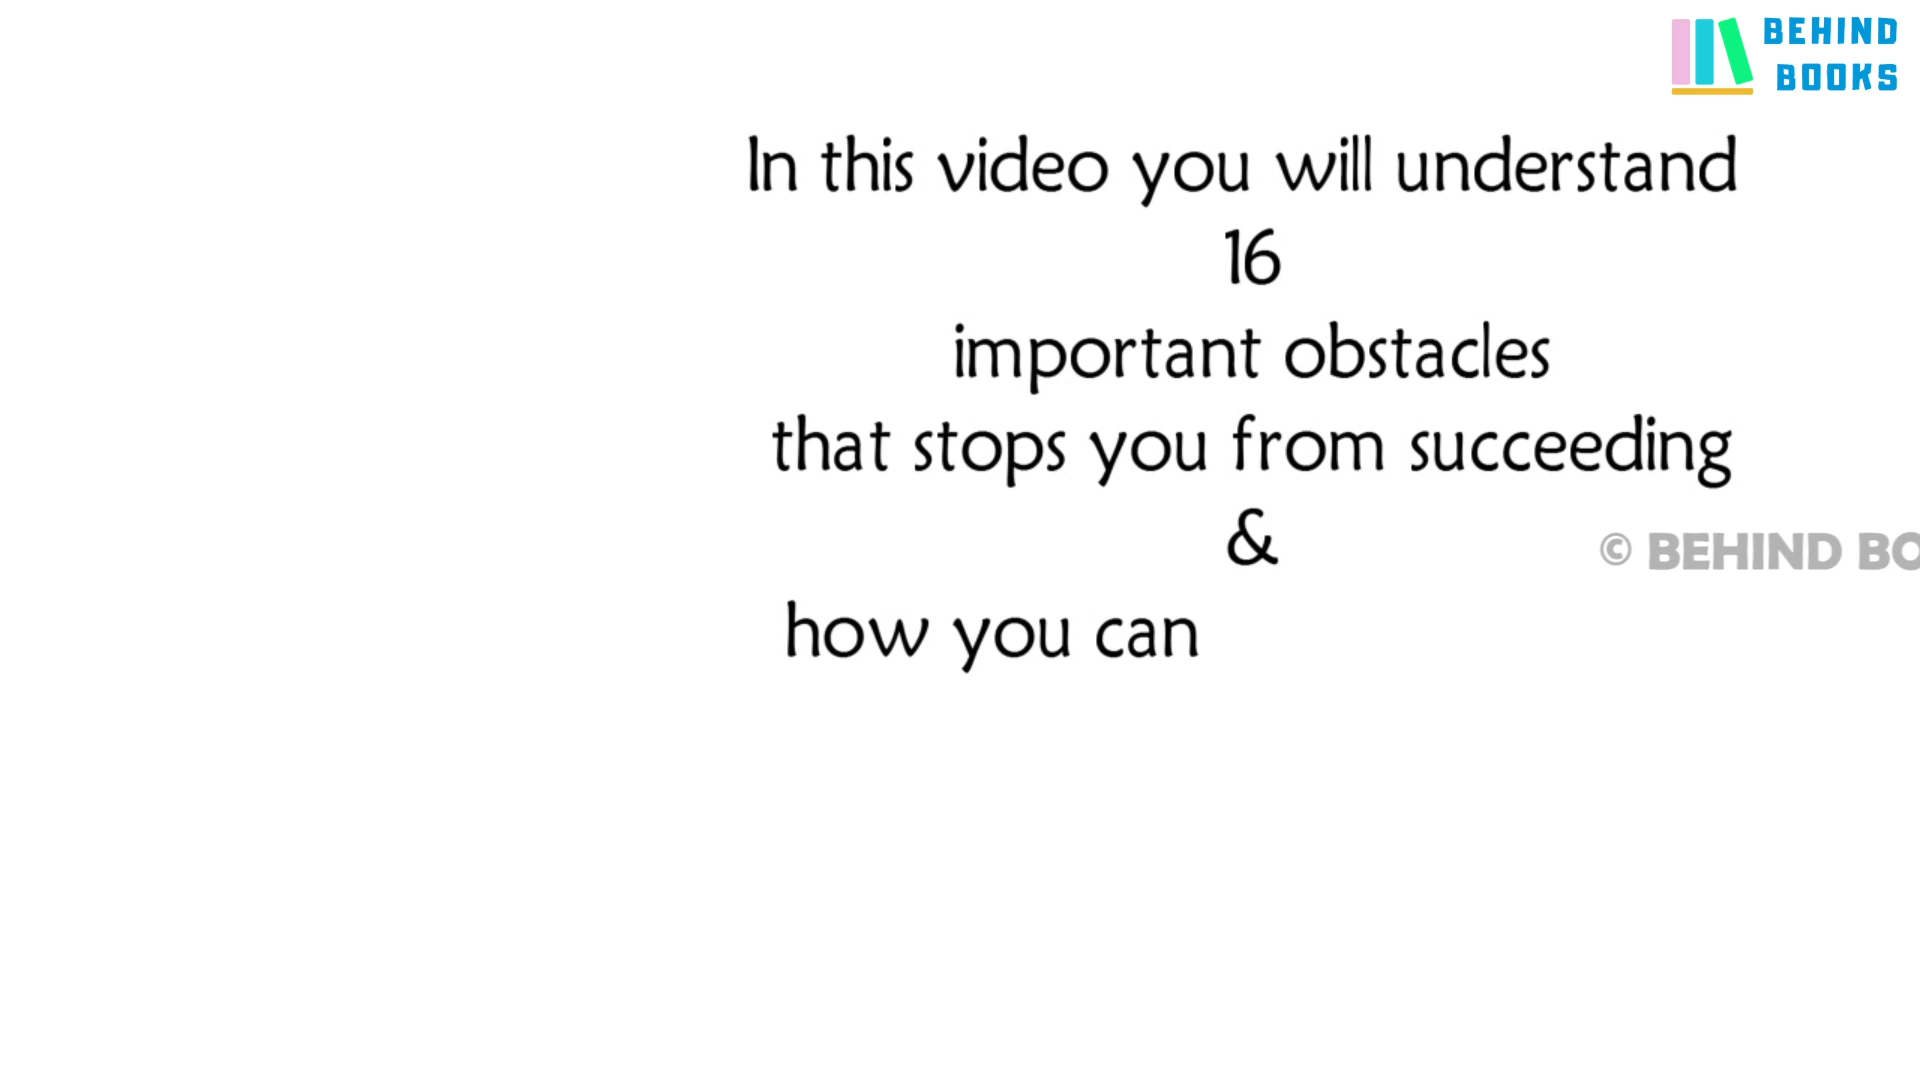 BEHIND
BOOKS
In this video you will understand
16
important obstacles
that stops you from succeeding
&
© BEHIND BO
how you can